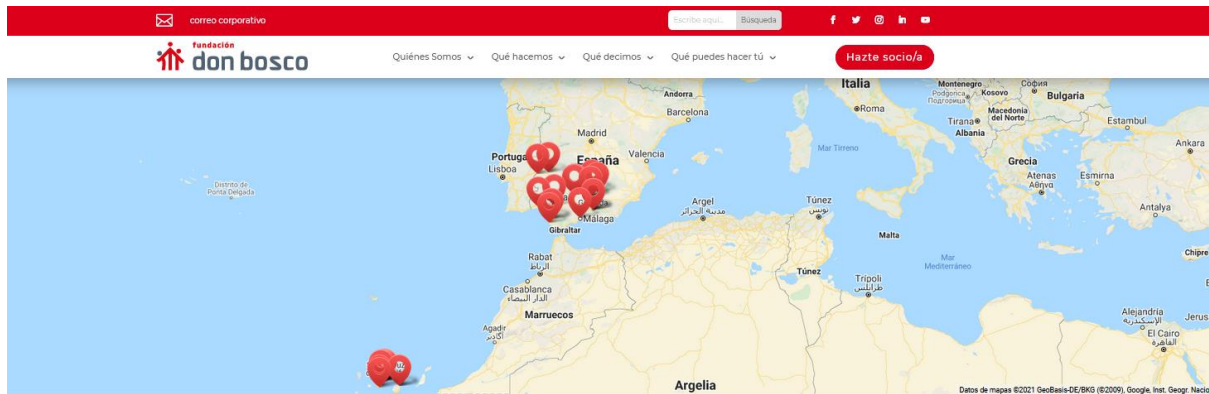 correo corporativo
Escribe aquí... Búsqueda
fundación
don bosco
Quiénes Somos Qué hacemos Qué decimos Qué puedes hacer tú
Hazte socio/a
Andorra
Barcelona
Madrid
España
Valencia
Lisboa
Málaga
Gibraltar
Distrito de
Ponta Delgada
Italia
Roma
Mar Tirreno
Montenegro
Podgorica
Подгорица
Kosovo
София
Bulgaria
Macedonia
del Norte
Tirana
Albania
Estambul
Ankara
Grecia
Atenas
Αθήνα
Esmirna
Antalya
Chipre
Argel
مدينة الجزائر
Túnez
تونس
Malta
Mar
Mediterráneo
Túnez
Trípoli
طرابلس
Rabat
الرباط
Casablanca
الدار البيضاء
Marruecos
Agadir
أكادير
Argelia
Alejandría
الإسكندرية
El Cairo
القاهرة
Datos de mapas ©2021 GeoBasis-DE/BKG (©2009), Google, Inst. Geogr. Nacio